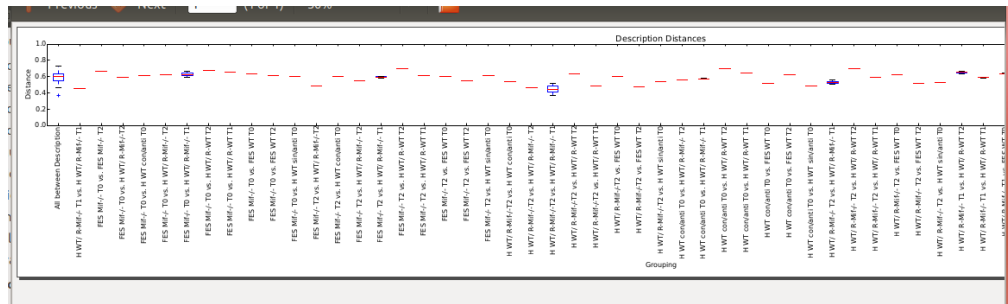 Previous
Next
(1 of 1)
50%
Description Distances
Distance
1.0
0.8
0.6
0.4
0.2
0.0
All between Description
H WT/ R-Mif-/- T1 vs. H WT/ R-Mif-/- T1
FES Mif-/- T2 vs. FES Mif-/- T2
FES Mif-/- T0 vs. H WT/ R-Mif-/-T2
FES Mif-/- T0 vs. H WT con/anti T0
FES Mif-/- T0 vs. H WT/ R-Mif-/- T2
FES Mif-/- T0 vs. H WT/ R-Mif-/- T1
FES Mif-/- T0 vs. H WT/ R-WT T2
FES Mif-/- T0 vs. H WT/ R-WT T1
FES Mif-/- T0 vs. FES WT T0
FES Mif-/- T0 vs. FES WT T2
FES Mif-/- T0 vs. H WT sin/anti T0
FES Mif-/- T2 vs. H WT/ R-Mif-/-T2
FES Mif-/- T2 vs. H WT con/anti T0
FES Mif-/- T2 vs. H WT/ R-Mif-/- T1
FES Mif-/- T2 vs. H WT/ R-WT T2
FES Mif-/- T2 vs. H WT/ R-WT T1
FES Mif-/- T2 vs. FES WT T0
FES Mif-/- T2 vs. FES WT T2
FES Mif-/- T2 vs. H WT sin/anti T0
H WT/ R-Mif-/-T2 vs. H WT con/anti T0
H WT/ R-Mif-/-T2 vs. H WT/ R-Mif-/- T2
H WT/ R-Mif-/-T2 vs. H WT/ R-Mif-/- T1
H WT/ R-Mif-/-T2 vs. H WT/ R-WT T2
H WT/ R-Mif-/-T2 vs. H WT/ R-WT T1
H WT/ R-Mif-/-T2 vs. FES WT T0
H WT/ R-Mif-/-T2 vs. FES WT T2
H WT/ R-Mif-/-T2 vs. H WT sin/anti T0
H WT con/anti T0 vs. H WT/ R-Mif-/- T2
H WT con/anti T0 vs. H WT/ R-Mif-/- T1
H WT con/anti T0 vs. H WT/ R-WT T2
H WT con/anti T0 vs. H WT/ R-WT T1
H WT con/anti T0 vs. FES WT T0
H WT con/anti T0 vs. FES WT T2
H WT con/anti T0 vs. H WT sin/anti T0
H WT/ R-Mif-/- T2 vs. H WT/ R-Mif-/- T1
H WT/ R-Mif-/- T2 vs. H WT/ R-WT T2
H WT/ R-Mif-/- T2 vs. H WT/ R-WT T1
H WT/ R-Mif-/- T2 vs. FES WT T0
H WT/ R-Mif-/- T2 vs. FES WT T2
H WT/ R-Mif-/- T2 vs. H WT sin/anti T0
H WT/ R-Mif-/- T1 vs. H WT/ R-WT T2
H WT/ R-Mif-/- T1 vs. H WT/ R-WT T1
Grouping